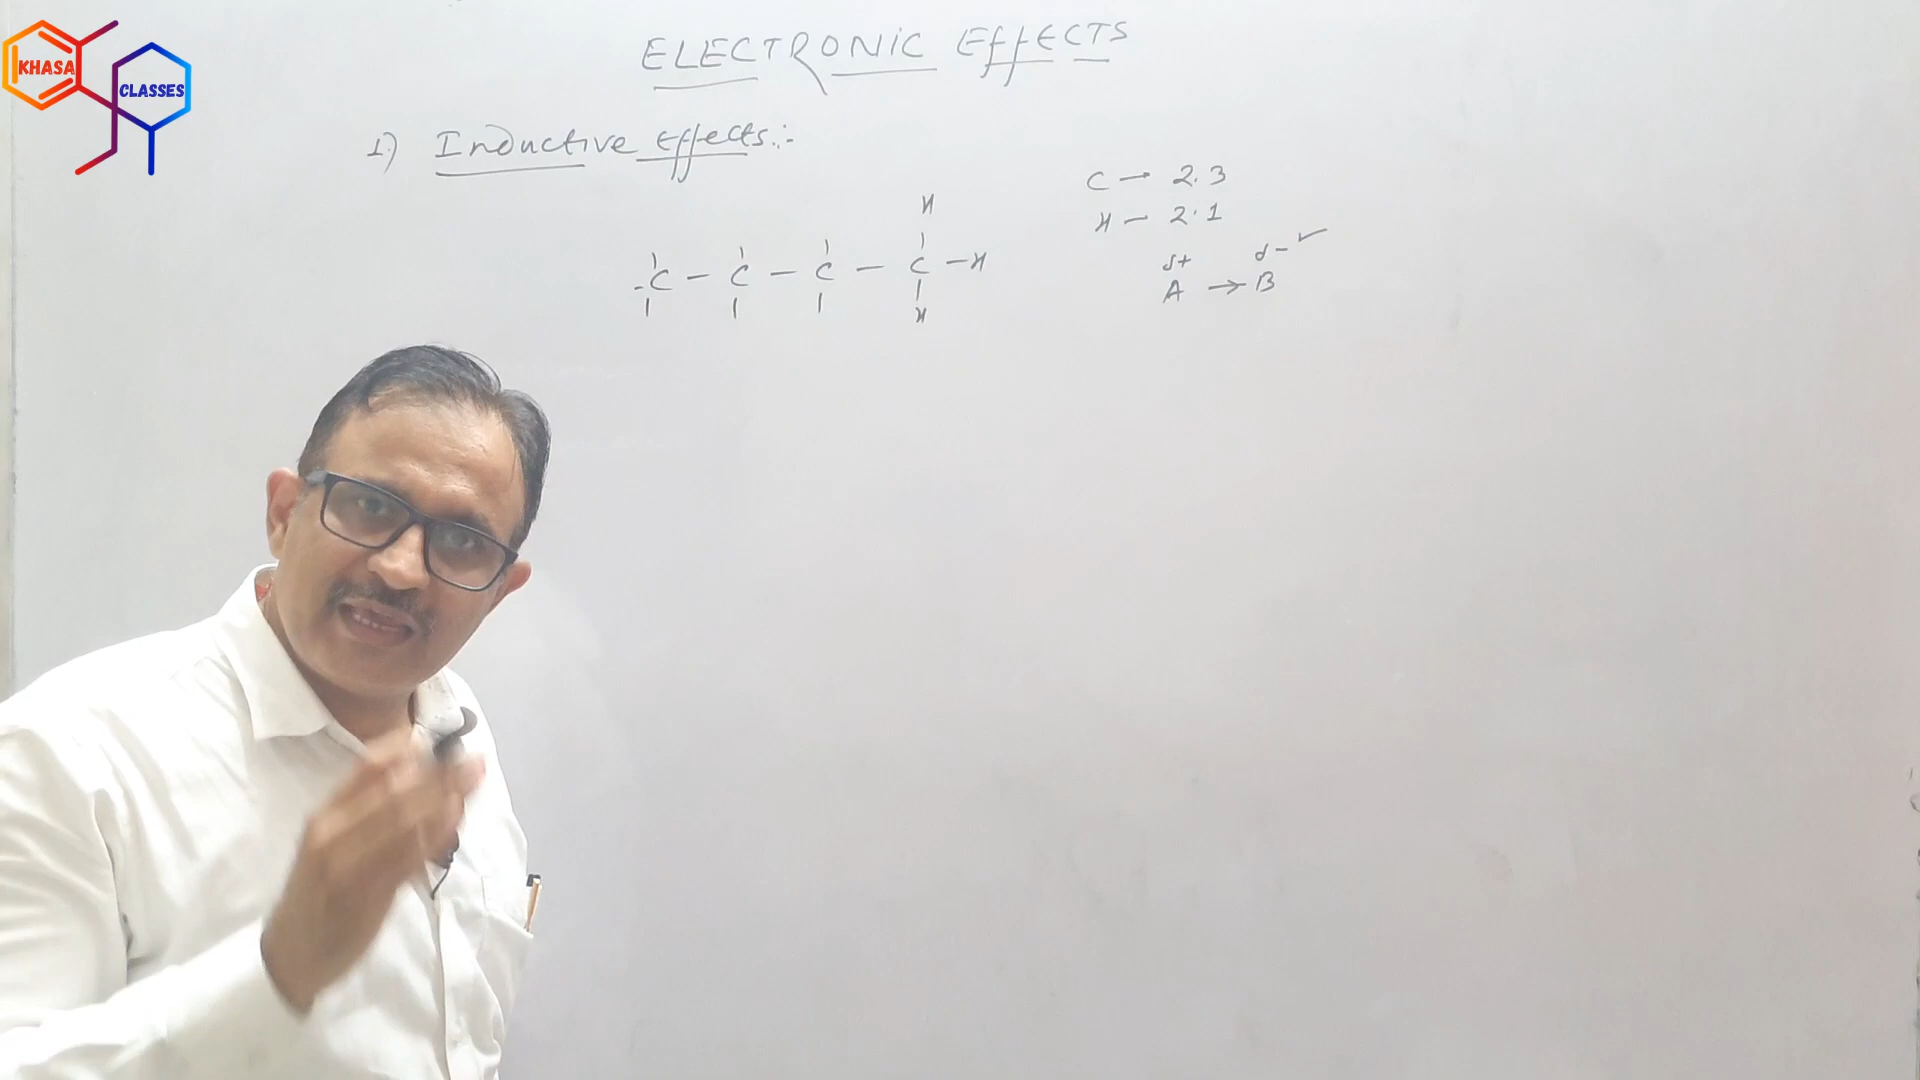 KHASA
CLASSES
ELECTRONIC EFFECTS
1) Inductive Effects:-
C → 2.3
H — 2.1
H
C — C — C — C — H
H
δ+ δ- ✓
A → B